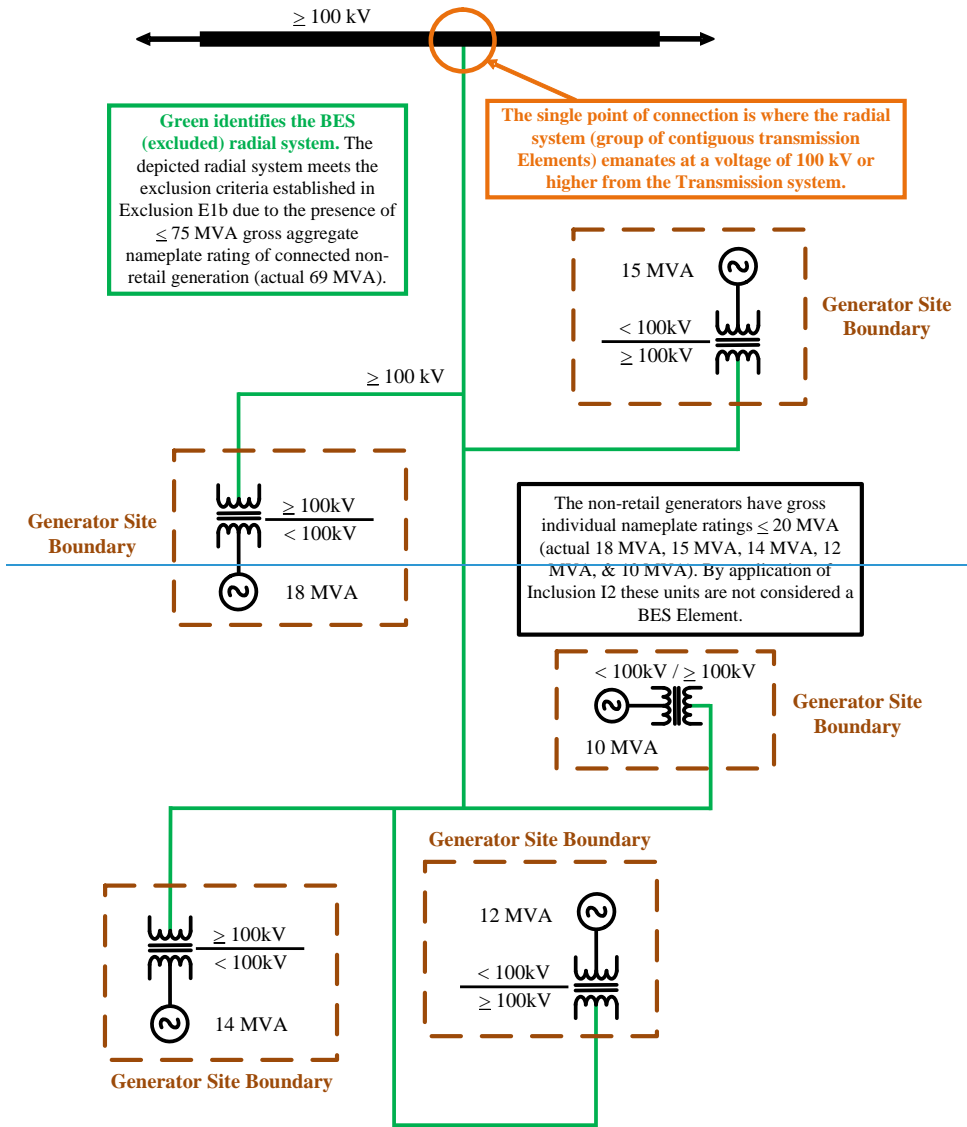 ≥ 100 kV
Green identifies the BES
(excluded) radial system. The
depicted radial system meets the
exclusion criteria established in
Exclusion E1b due to the presence of
≤ 75 MVA gross aggregate
nameplate rating of connected non-
retail generation (actual 69 MVA).
The single point of connection is where the radial
system (group of contiguous transmission
Elements) emanates at a voltage of 100 kV or
higher from the Transmission system.
15 MVA
< 100kV
≥ 100kV
Generator Site
Boundary
≥ 100 kV
Generator Site
Boundary
≥ 100kV
< 100kV
18 MVA
The non-retail generators have gross
individual nameplate ratings ≤ 20 MVA
(actual 18 MVA, 15 MVA, 14 MVA, 12
MVA, & 10 MVA). By application of
Inclusion I2 these units are not considered a
BES Element.
< 100kV / ≥ 100kV
10 MVA
Generator Site
Boundary
Generator Site Boundary
12 MVA
< 100kV
≥ 100kV
≥ 100kV
< 100kV
14 MVA
Generator Site Boundary